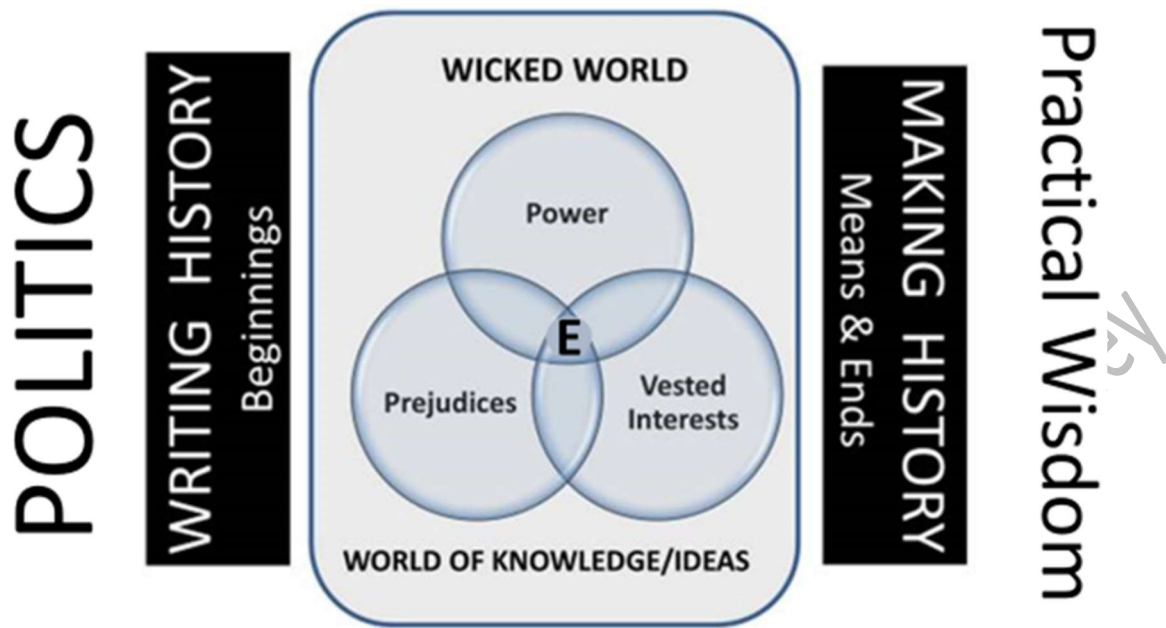 POLITICS
WRITING HISTORY
Beginnings
WICKED WORLD
Power
E
Prejudices
Vested
Interests
WORLD OF KNOWLEDGE/IDEAS
MAKING HISTORY
Means & Ends
Practical Wisdom